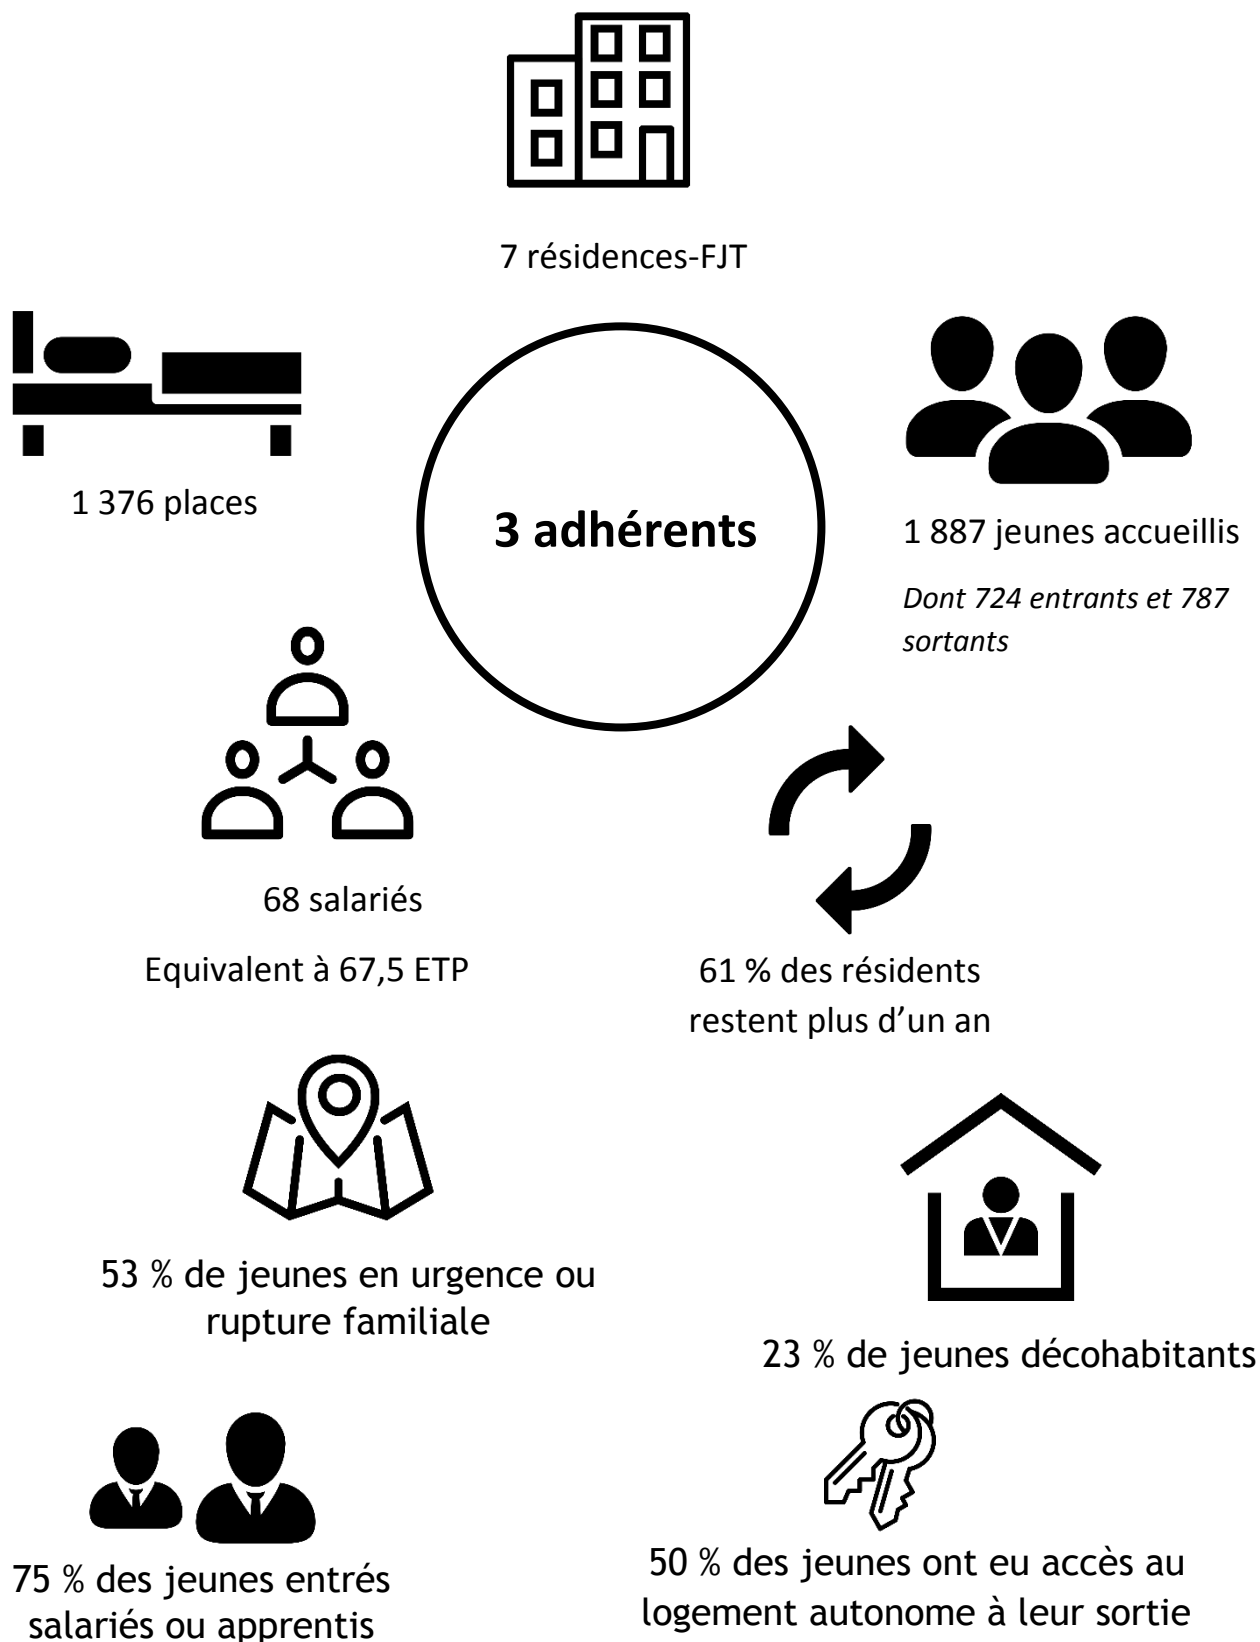 7 résidences-FJT
1 376 places
3 adhérents
1 887 jeunes accueillis
Dont 724 entrants et 787
sortants
68 salariés
Equivalent à 67,5 ETP
61 % des résidents
restent plus d’un an
53 % de jeunes en urgence ou
rupture familiale
23 % de jeunes décohabitants
75 % des jeunes entrés
salariés ou apprentis
50 % des jeunes ont eu accès au
logement autonome à leur sortie